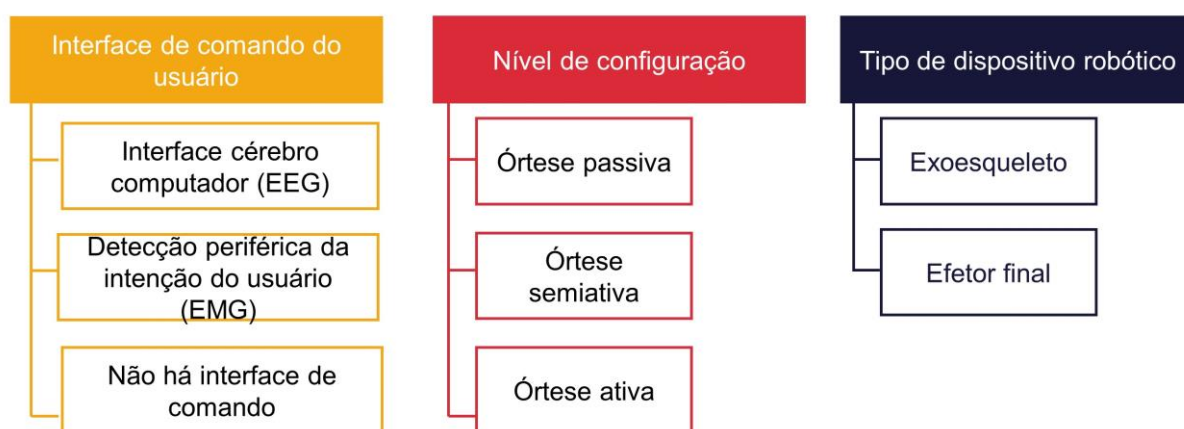 Interface de comando do
usuário
Interface cérebro
computador (EEG)
Detecção periférica da
intenção do usuário
(EMG)
Não há interface de
comando
Nível de configuração
Órtese passiva
Órtese
semiativa
Órtese ativa
Tipo de dispositivo robótico
Exoesqueleto
Efetor final